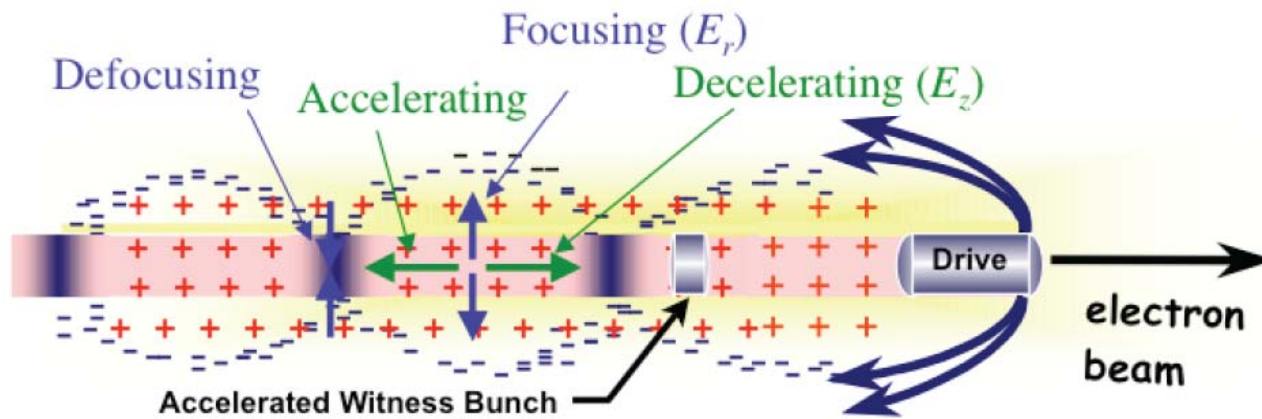 Focusing (E_r)
Defocusing
Accelerating
Decelerating (E_z)
Drive
electron
beam
Accelerated Witness Bunch